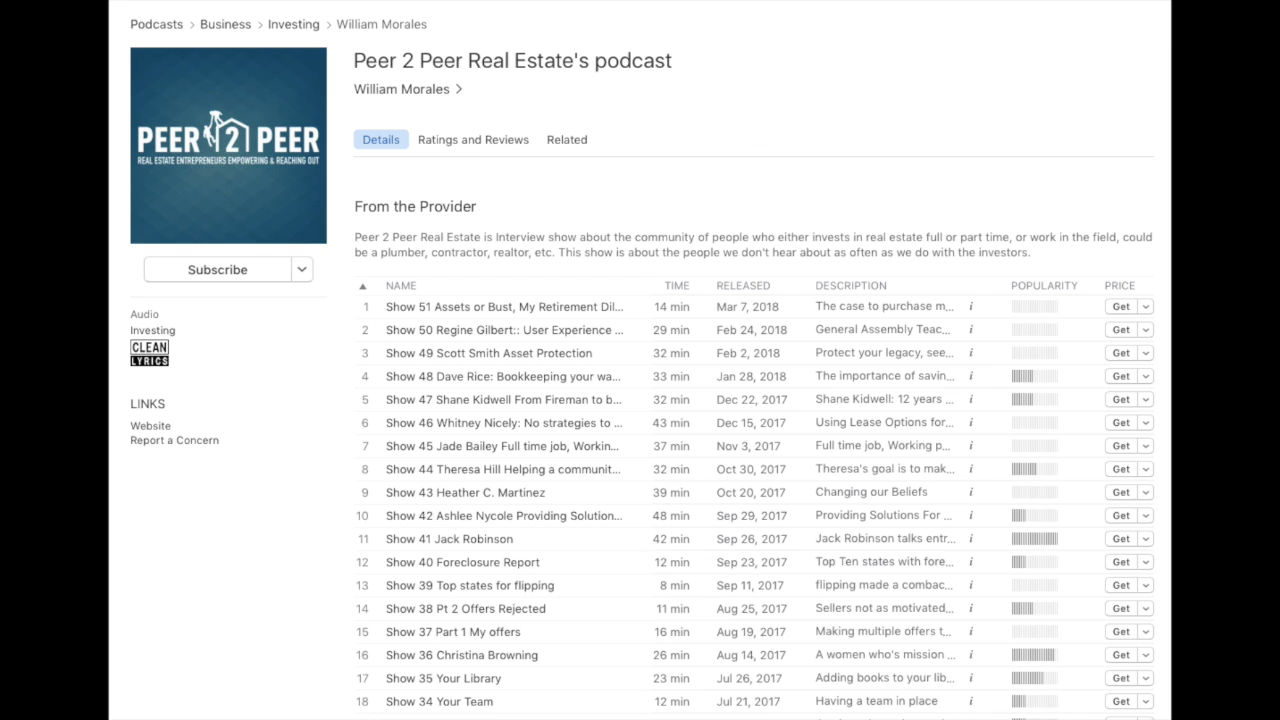 Podcasts > Business > Investing > William Morales
PEER 2 PEER
REAL ESTATE ENTREPRENEURS EMPOWERING & REACHING OUT
Subscribe
Audio
Investing
CLEAN
LYRICS
LINKS
Website
Report a Concern
Peer 2 Peer Real Estate's podcast
William Morales >
Details Ratings and Reviews Related
From the Provider
Peer 2 Peer Real Estate is Interview show about the community of people who either invests in real estate full or part time, or work in the field, could
be a plumber, contractor, realtor, etc. This show is about the people we don't hear about as often as we do with the investors.
▲ NAME TIME RELEASED DESCRIPTION POPULARITY PRICE
1 Show 51 Assets or Bust, My Retirement Dil... 14 min Mar 7, 2018 The case to purchase m... i Get
2 Show 50 Regine Gilbert:: User Experience ... 29 min Feb 24, 2018 General Assembly Teac... i Get
3 Show 49 Scott Smith Asset Protection 32 min Feb 2, 2018 Protect your legacy, see... i Get
4 Show 48 Dave Rice: Bookkeeping your wa... 33 min Jan 28, 2018 The importance of savin... i Get
5 Show 47 Shane Kidwell From Fireman to b... 32 min Dec 22, 2017 Shane Kidwell: 12 years ... i Get
6 Show 46 Whitney Nicely: No strategies to ... 43 min Dec 15, 2017 Using Lease Options for... i Get
7 Show 45 Jade Bailey Full time job, Workin... 37 min Nov 3, 2017 Full time job, Working p... i Get
8 Show 44 Theresa Hill Helping a communit... 32 min Oct 30, 2017 Theresa's goal is to mak... i Get
9 Show 43 Heather C. Martinez 39 min Oct 20, 2017 Changing our Beliefs i Get
10 Show 42 Ashlee Nycole Providing Solution... 48 min Sep 29, 2017 Providing Solutions For ... i Get
11 Show 41 Jack Robinson 42 min Sep 26, 2017 Jack Robinson talks entr... i Get
12 Show 40 Foreclosure Report 12 min Sep 23, 2017 Top Ten states with fore... i Get
13 Show 39 Top states for flipping 8 min Sep 11, 2017 flipping made a combac... i Get
14 Show 38 Pt 2 Offers Rejected 11 min Aug 25, 2017 Sellers not as motivated... i Get
15 Show 37 Part 1 My offers 16 min Aug 19, 2017 Making multiple offers t... i Get
16 Show 36 Christina Browning 26 min Aug 14, 2017 A women who's mission ... i Get
17 Show 35 Your Library 23 min Jul 26, 2017 Adding books to your lib... i Get
18 Show 34 Your Team 12 min Jul 21, 2017 Having a team in place i Get